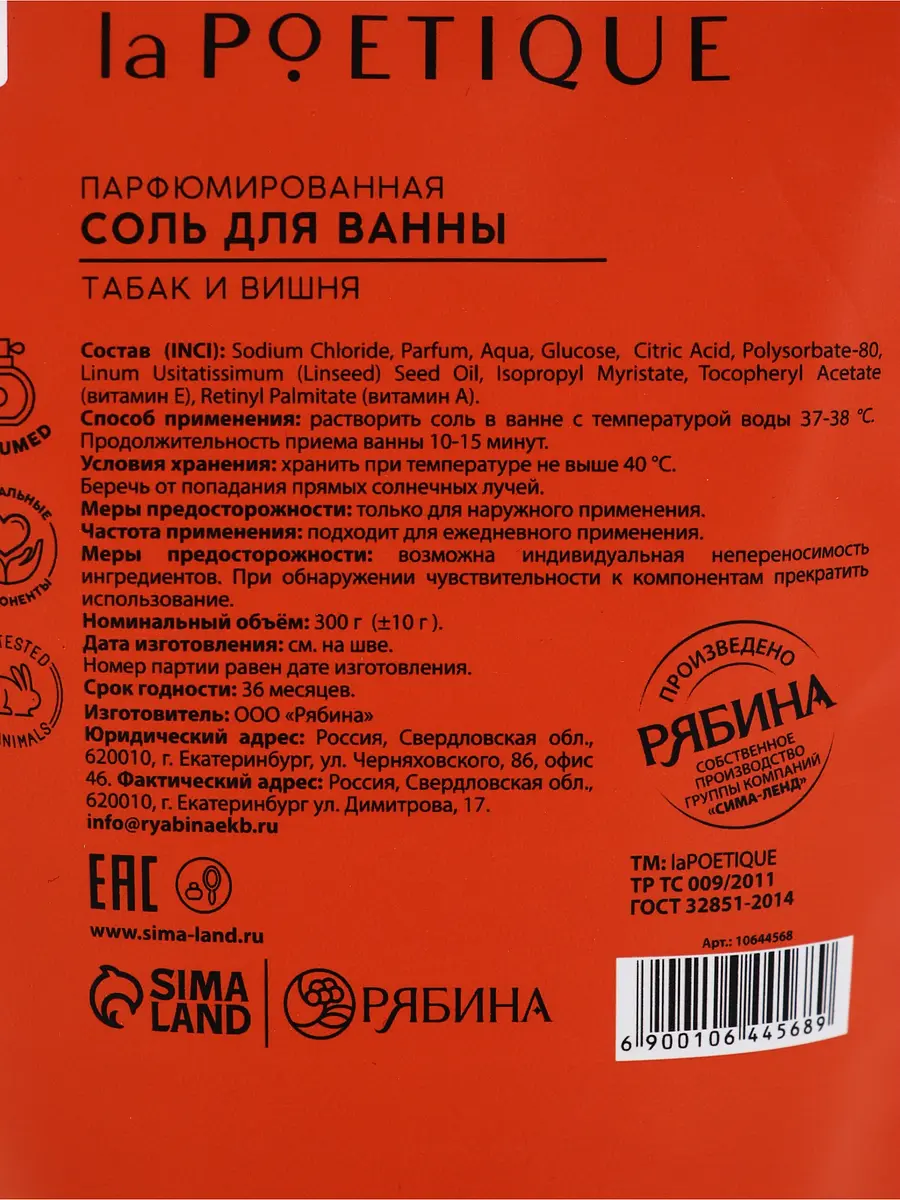 la POETIQUE
ПАРФЮМИРОВАННАЯ
СОЛЬ ДЛЯ ВАННЫ
ТАБАК И ВИШНЯ
Состав (INCI): Sodium Chloride, Parfum, Aqua, Glucose, Citric Acid, Polysorbate-80,
Linum Usitatissimum (Linseed) Seed Oil, Isopropyl Myristate, Tocopheryl Acetate
(витамин Е), Retinyl Palmitate (витамин А).
Способ применения: растворить соль в ванне с температурой воды 37-38 °С.
Продолжительность приема ванны 10-15 минут.
Условия хранения: хранить при температуре не выше 40 °С.
Беречь от попадания прямых солнечных лучей.
Меры предосторожности: только для наружного применения.
Частота применения: подходит для ежедневного применения.
Меры предосторожности: возможна индивидуальная непереносимость
ингредиентов. При обнаружении чувствительности к компонентам прекратить
использование.
Номинальный объём: 300 г (±10 г ).
Дата изготовления: см. на шве.
Номер партии равен дате изготовления.
Срок годности: 36 месяцев.
Изготовитель: ООО «Рябина»
Юридический адрес: Россия, Свердловская обл.,
620010, г. Екатеринбург, ул. Черняховского, 86, офис
46. Фактический адрес: Россия, Свердловская обл.,
620010, г. Екатеринбург ул. Димитрова, 17.
info@ryabinaekb.ru
UMED
АЛЬНЫЕ
ОНЕНТЫ
TESTED
NIMALS
ПРОИЗВЕДЕНО
РЯБИНА
СОБСТВЕННОЕ
ПРОИЗВОДСТВО
ГРУППЫ КОМПАНИЙ
«СИМА-ЛЕНД»
EAC
www.sima-land.ru
ТМ: laPOETIQUE
ТР ТС 009/2011
ГОСТ 32851-2014
Арт.: 10644568
6 900106 445689
SIMA
LAND
РЯБИНА